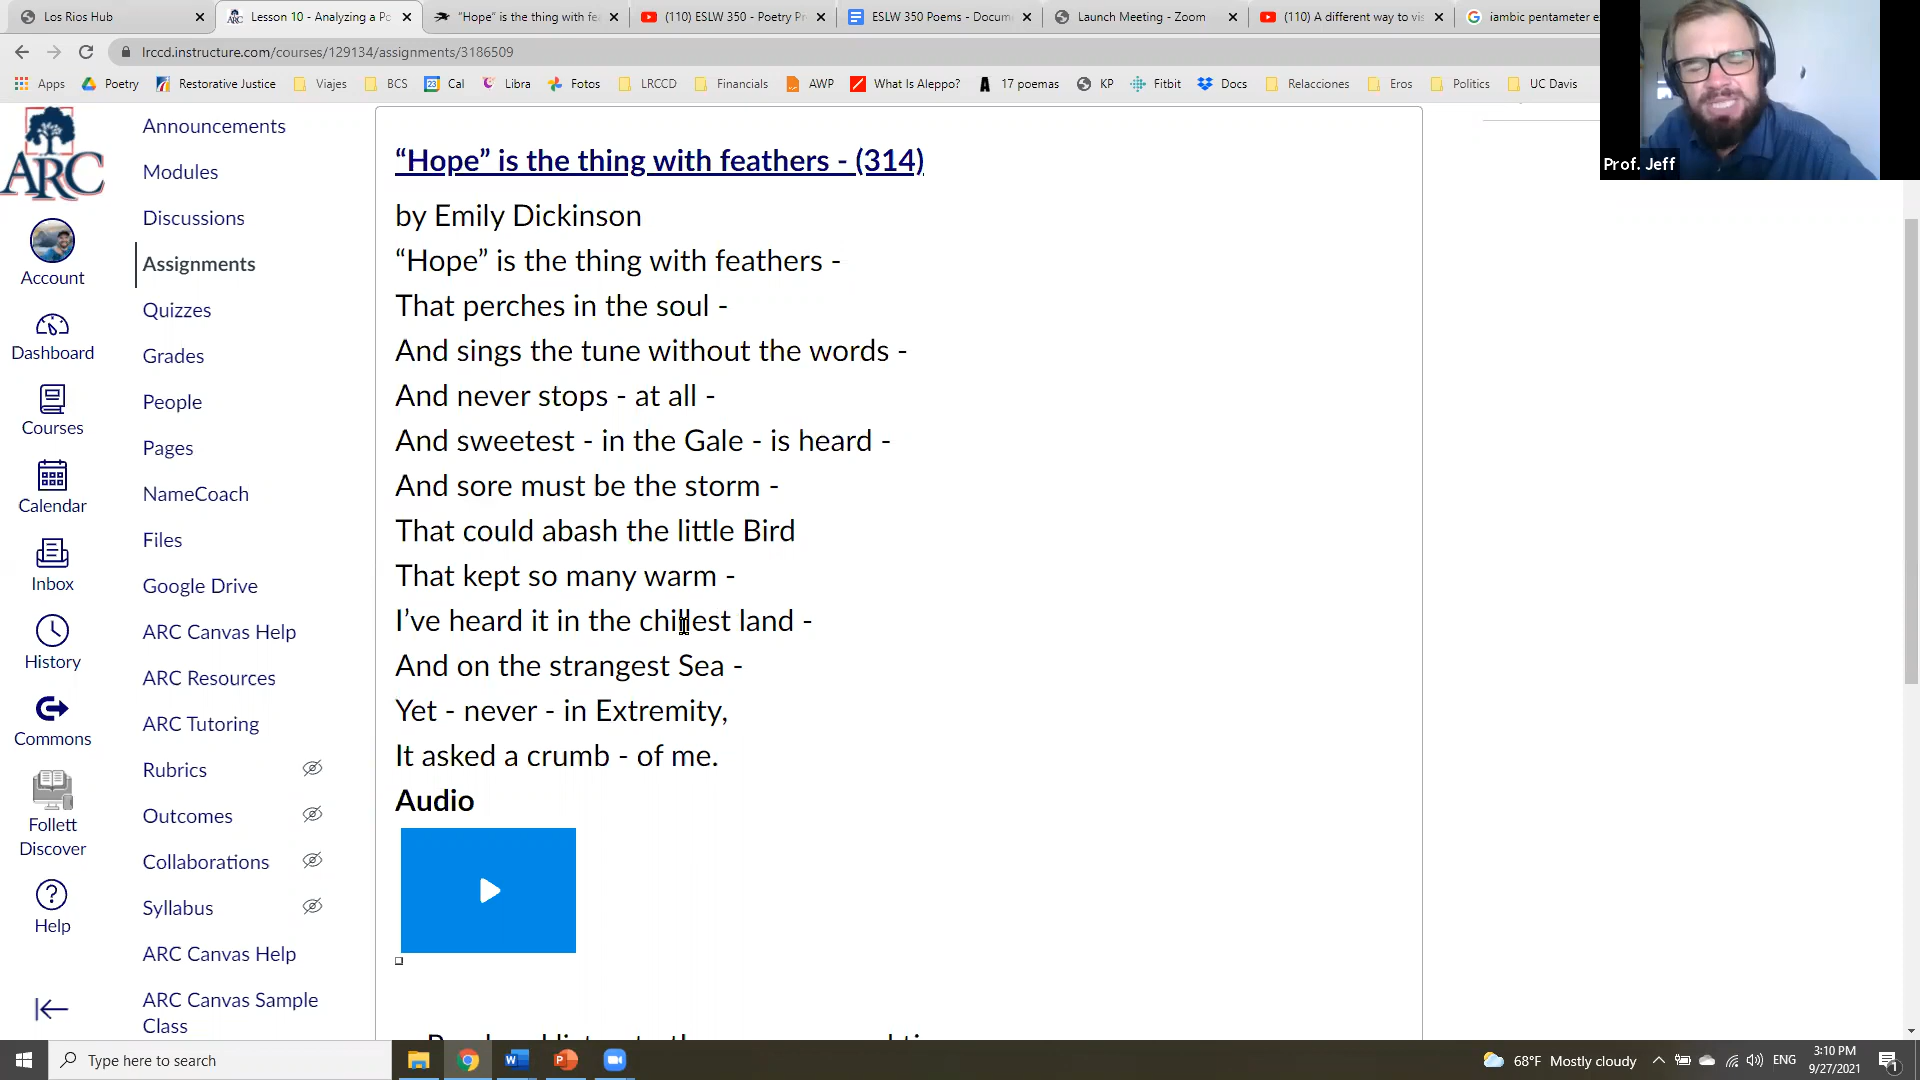 Los Rios Hub
Lesson 10 - Analyzing a Po
"Hope" is the thing with fea
(110) ESLW 350 - Poetry Pr
ESLW 350 Poems - Docum
Launch Meeting - Zoom
(110) A different way to vis
iambic pentameter e
lrccd.instructure.com/courses/129134/assignments/3186509
Apps
Poetry
Restorative Justice
Viajes
BCS
23
Cal
Libra
Fotos
LRCCD
Financials
AWP
What Is Aleppo?
17 poemas
KP
Fitbit
Docs
Relacciones
Eros
Politics
UC Davis
Prof. Jeff
ARC
Account
Dashboard
Courses
Calendar
Inbox
History
Commons
Follett
Discover
Help
Announcements
Modules
Discussions
Assignments
Quizzes
Grades
People
Pages
NameCoach
Files
Google Drive
ARC Canvas Help
ARC Resources
ARC Tutoring
Rubrics
Outcomes
Collaborations
Syllabus
ARC Canvas Help
ARC Canvas Sample
Class
“Hope” is the thing with feathers - (314)
by Emily Dickinson
“Hope” is the thing with feathers -
That perches in the soul -
And sings the tune without the words -
And never stops - at all -
And sweetest - in the Gale - is heard -
And sore must be the storm -
That could abash the little Bird
That kept so many warm -
I’ve heard it in the chillest land -
And on the strangest Sea -
Yet - never - in Extremity,
It asked a crumb - of me.
Audio
Type here to search
68°F Mostly cloudy
ENG
3:10 PM
9/27/2021
1